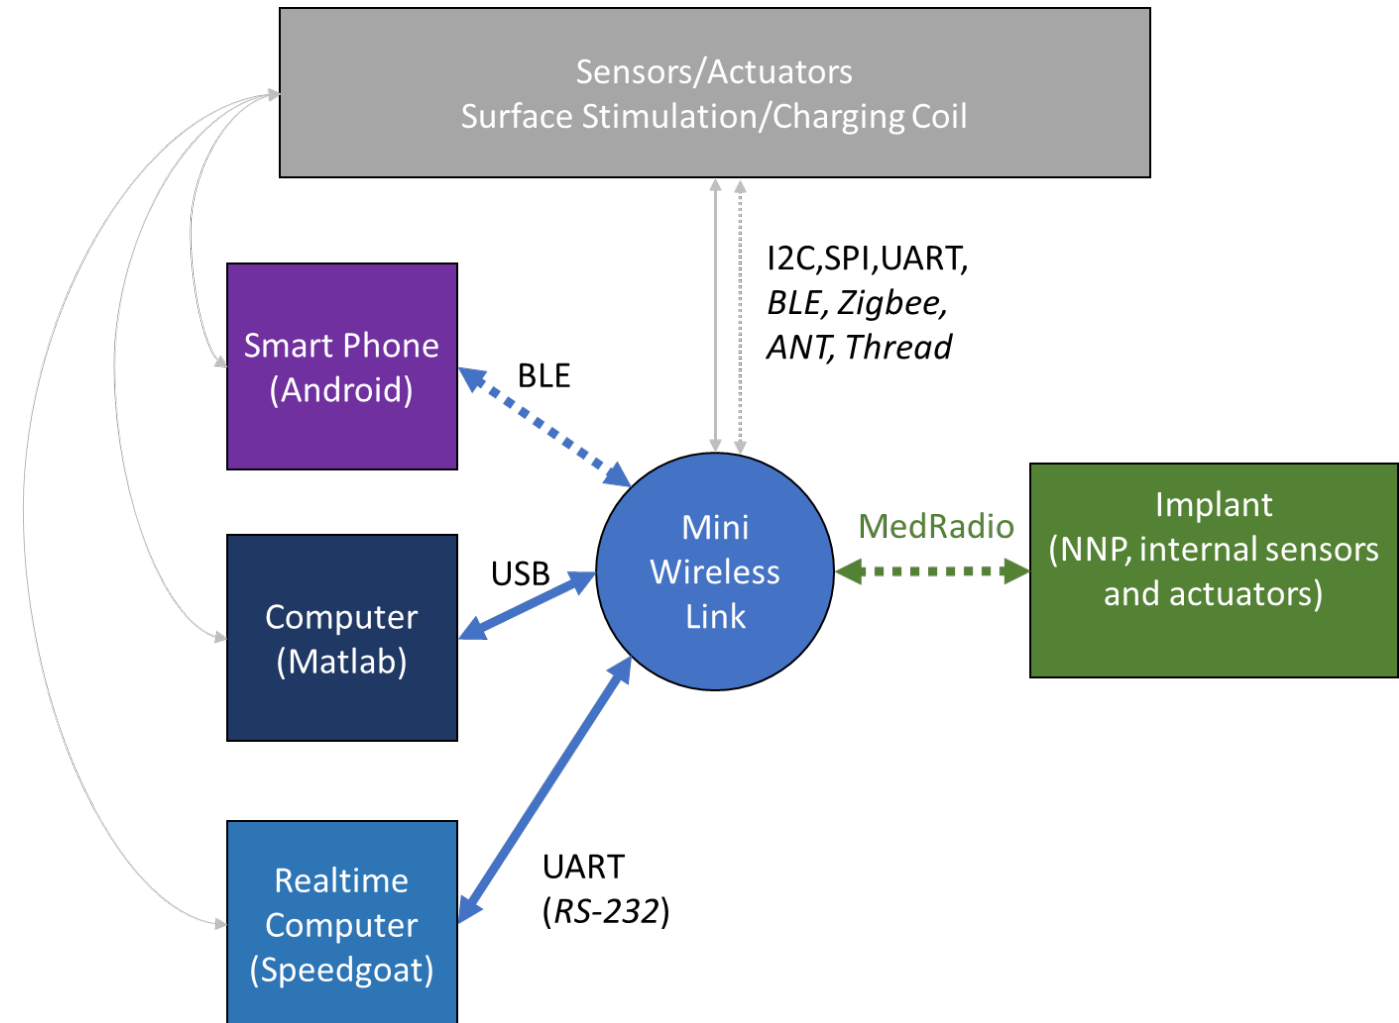 Sensors/Actuators
Surface Stimulation/Charging Coil
I2C,SPI,UART,
BLE, Zigbee,
ANT, Thread
Smart Phone
(Android)
BLE
Mini
Wireless
Link
MedRadio
Implant
(NNP, internal sensors
and actuators)
USB
Computer
(Matlab)
UART
(RS-232)
Realtime
Computer
(Speedgoat)